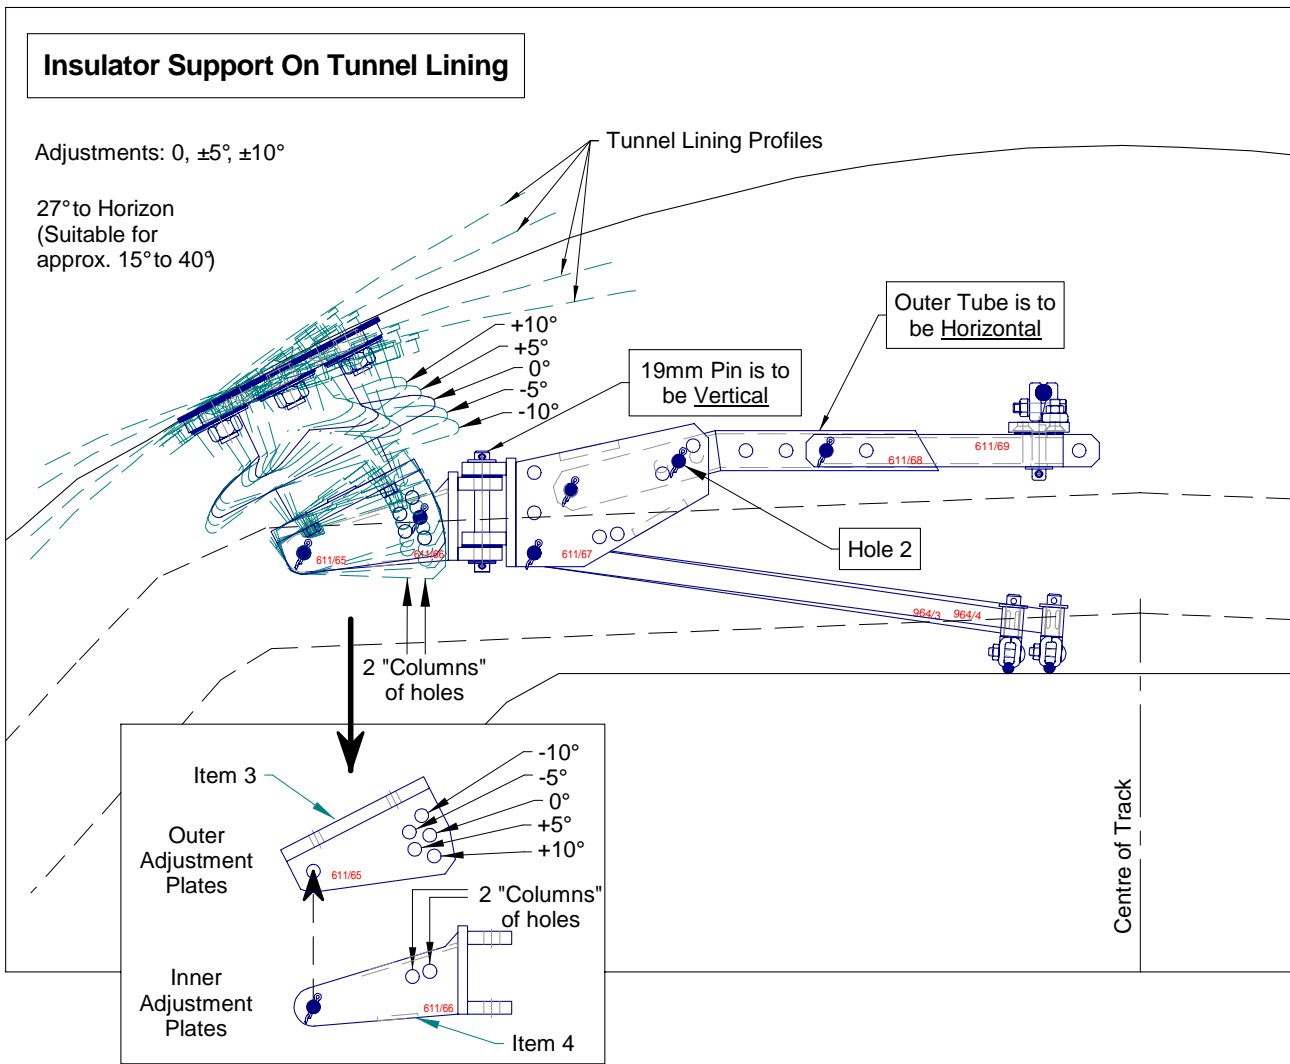 Insulator Support On Tunnel Lining
Adjustments: 0, ±5°, ±10°
27° to Horizon
(Suitable for
approx. 15° to 40°)
Tunnel Lining Profiles
+10°
+5°
0°
-5°
-10°
19mm Pin is to
be Vertical
Outer Tube is to
be Horizontal
611/69
611/68
611/65
611/66
611/67
Hole 2
964/3
964/4
2 "Columns"
of holes
Centre of Track
Item 3
Outer
Adjustment
Plates
611/65
-10°
-5°
0°
+5°
+10°
2 "Columns"
of holes
Inner
Adjustment
Plates
611/66
Item 4